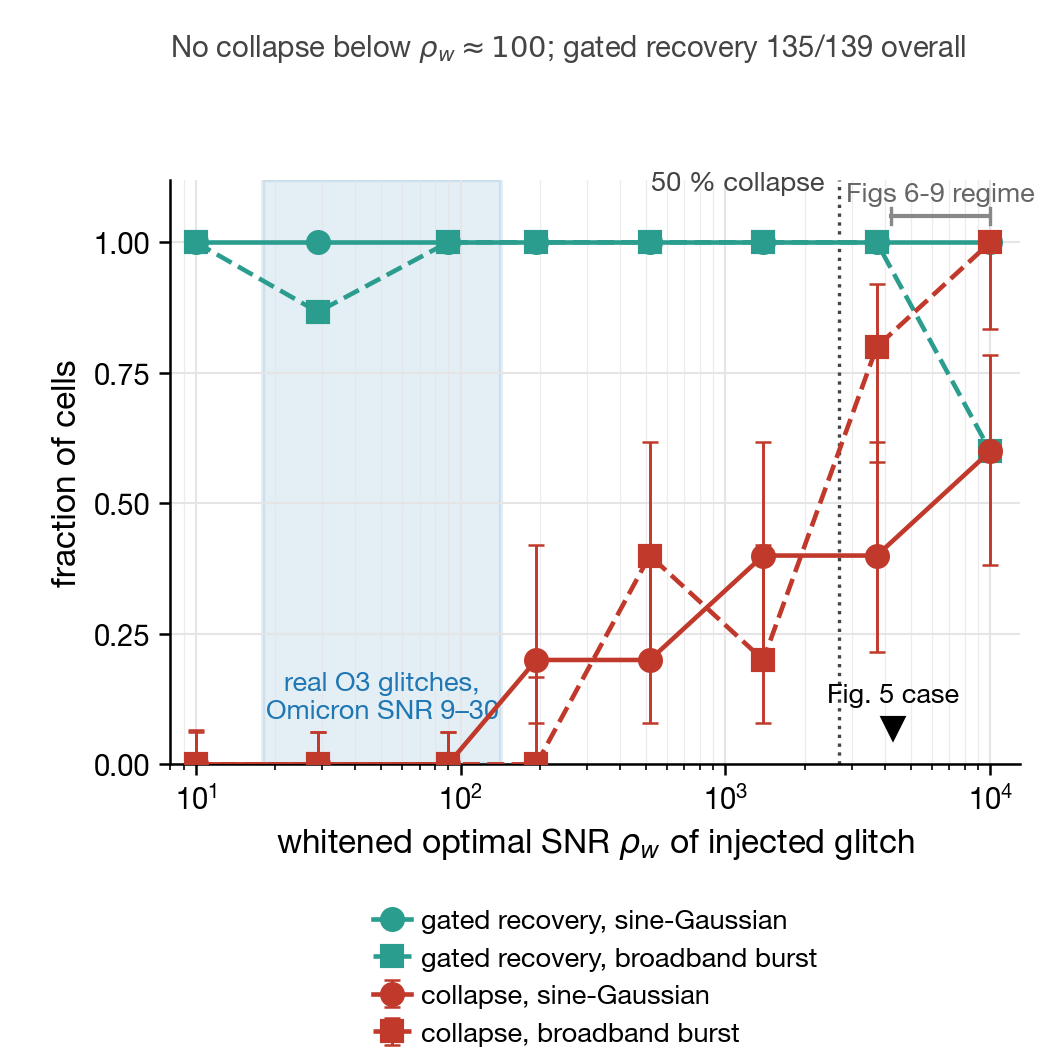 No collapse below ρw ≈ 100; gated recovery 135/139 overall
50 % collapse
Figs 6-9 regime
1.00
0.75
0.50
0.25
0.00
fraction of cells
real O3 glitches,
Omicron SNR 9–30
Fig. 5 case
10¹
10²
10³
10⁴
whitened optimal SNR ρw of injected glitch
gated recovery, sine-Gaussian
gated recovery, broadband burst
collapse, sine-Gaussian
collapse, broadband burst